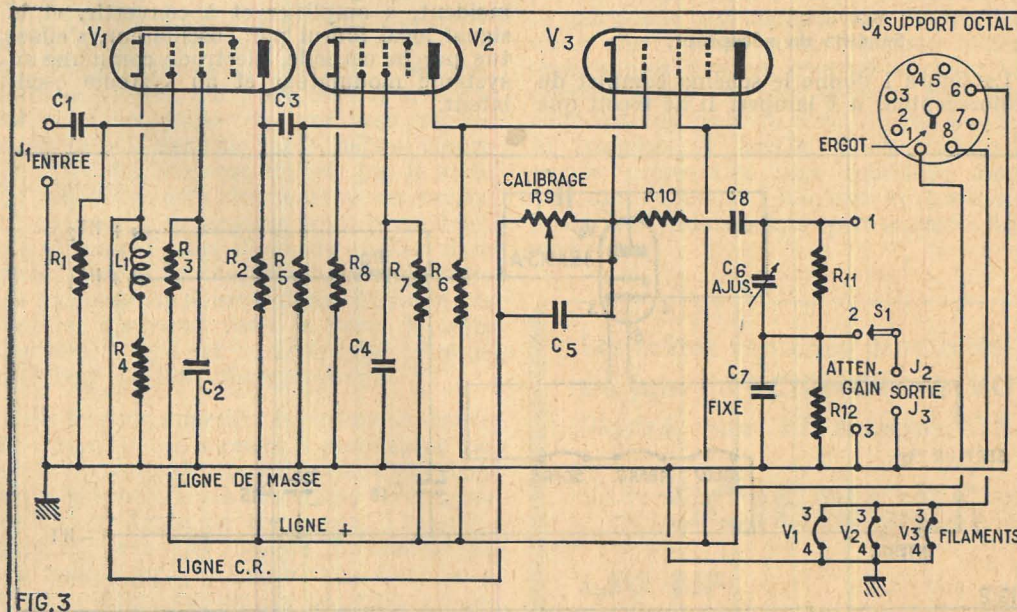 V1
V2
V3
J4 SUPPORT OCTAL
4 5
3
6
2
7
1
8
ERGOT
C1
C3
J1 ENTREE
CALIBRAGE
R9
R10
C8
1
R1
L1
R3
R2
R5
R8
R7
R6
C6
AJUS.
R11
2
S1
R4
C2
C4
C5
C7
FIXE
ATTEN.
GAIN
J2
SORTIE
J3
R12
3
LIGNE DE MASSE
LIGNE +
LIGNE C.R.
3 3 3
V1 V2 V3 FILAMENTS
4 4 4
FIG.3